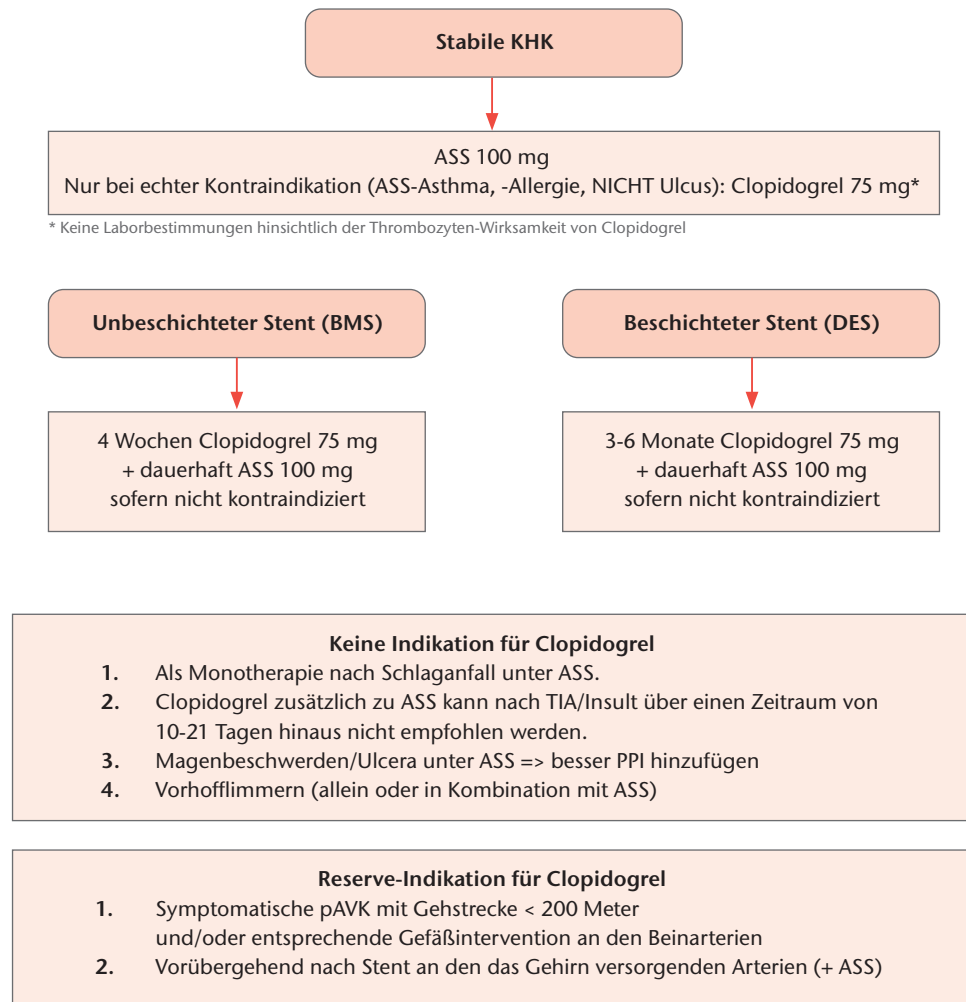 Stabile KHK
ASS 100 mg
Nur bei echter Kontraindikation (ASS-Asthma, -Allergie, NICHT Ulcus): Clopidogrel 75 mg*
* Keine Laborbestimmungen hinsichtlich der Thrombozyten-Wirksamkeit von Clopidogrel
Unbeschichteter Stent (BMS)
4 Wochen Clopidogrel 75 mg
+ dauerhaft ASS 100 mg
sofern nicht kontraindiziert
Beschichteter Stent (DES)
3-6 Monate Clopidogrel 75 mg
+ dauerhaft ASS 100 mg
sofern nicht kontraindiziert
Keine Indikation für Clopidogrel
1. Als Monotherapie nach Schlaganfall unter ASS.
2. Clopidogrel zusätzlich zu ASS kann nach TIA/Insult über einen Zeitraum von
10-21 Tagen hinaus nicht empfohlen werden.
3. Magenbeschwerden/Ulcera unter ASS => besser PPI hinzufügen
4. Vorhofflimmern (allein oder in Kombination mit ASS)
Reserve-Indikation für Clopidogrel
1. Symptomatische pAVK mit Gehstrecke < 200 Meter
und/oder entsprechende Gefäßintervention an den Beinarterien
2. Vorübergehend nach Stent an den das Gehirn versorgenden Arterien (+ ASS)